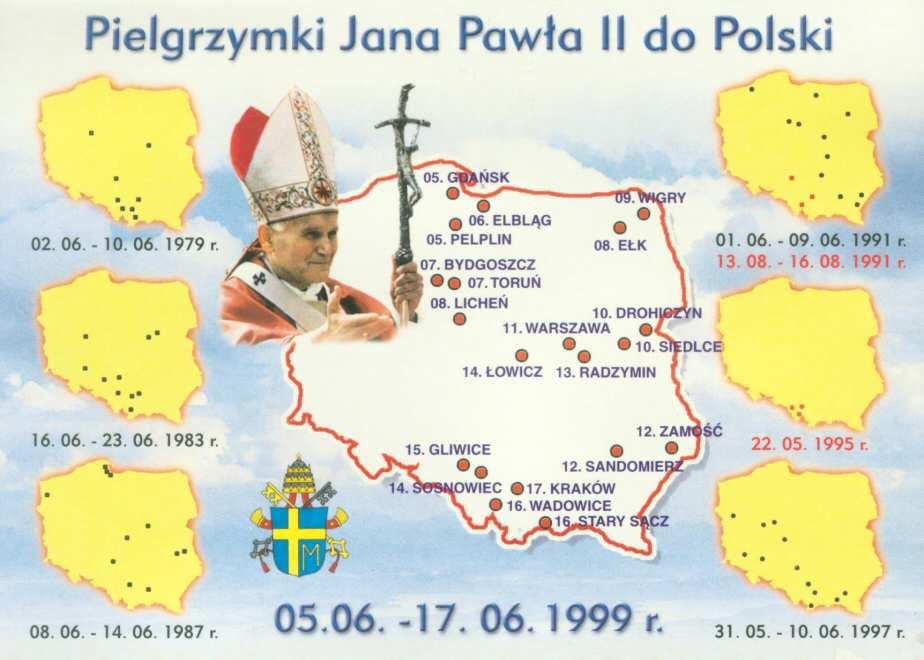 Pielgrzymki Jana Pawła II do Polski
02. 06. - 10. 06. 1979 r.
16. 06. - 23. 06. 1983 r.
08. 06. - 14. 06. 1987 r.
05. GDAŃSK
06. ELBLĄG
05. PELPLIN
09. WIGRY
08. EŁK
07. BYDGOSZCZ
07. TORUŃ
08. LICHEŃ
10. DROHICZYN
11. WARSZAWA
10. SIEDLCE
14. ŁOWICZ
13. RADZYMIN
12. ZAMOŚĆ
15. GLIWICE
12. SANDOMIERZ
14. SOSNOWIEC
17. KRAKÓW
16. WADOWICE
16. STARY SĄCZ
M
05.06. -17. 06. 1999 r.
01. 06. - 09. 06. 1991 r.
13. 08. - 16. 08. 1991 r.
22. 05. 1995 r.
31. 05. - 10. 06. 1997 r.